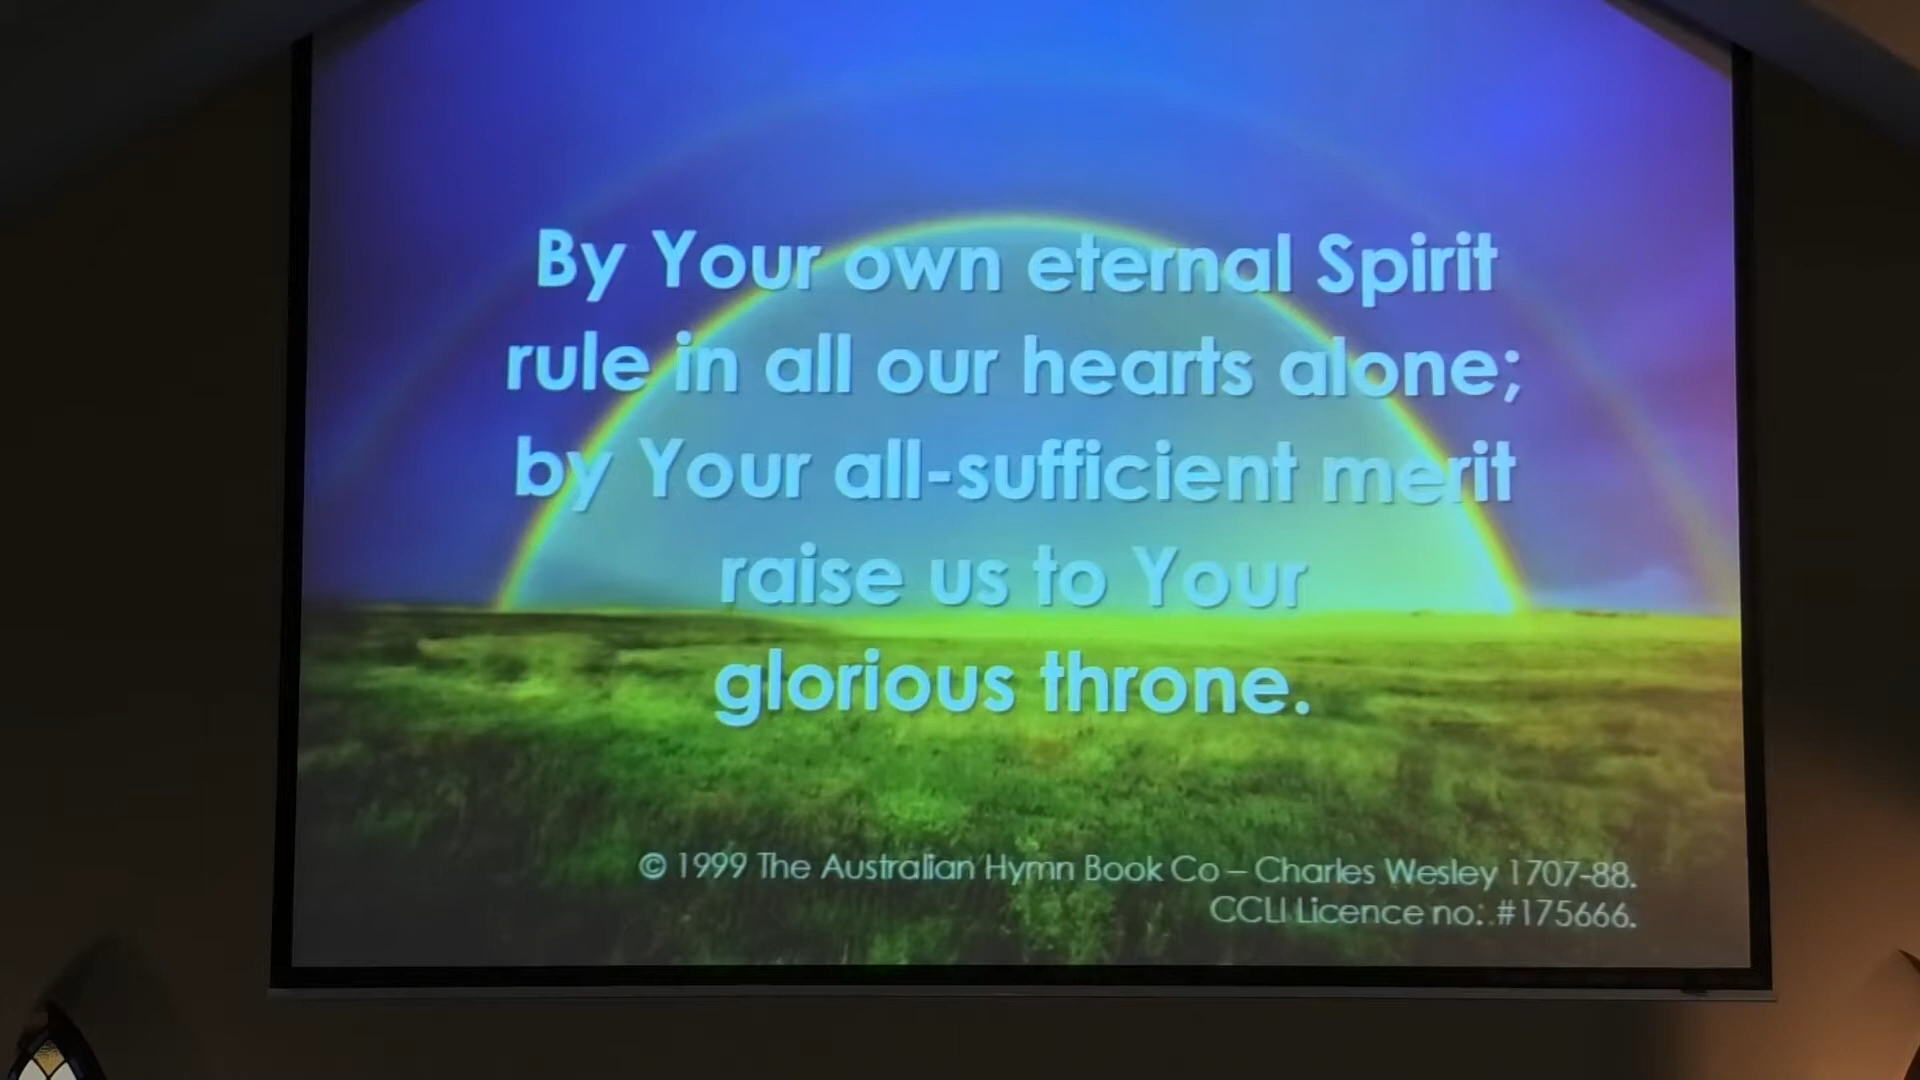 By Your own eternal Spirit
rule in all our hearts alone;
by Your all-sufficient merit
raise us to Your
glorious throne.
© 1999 The Australian Hymn Book Co – Charles Wesley 1707-88.
CCLI Licence no. #175666.